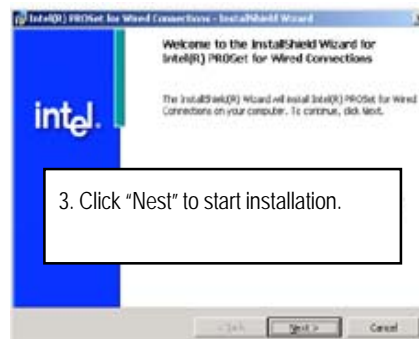 Intel(R) PROSet for Wired Connections - InstallShield Wizard
Welcome to the InstallShield Wizard for
Intel(R) PROSet for Wired Connections
The InstallShield(R) Wizard will install Intel(R) PROSet for Wired
Connections on your computer. To continue, click Next.
intel.
3. Click “Nest” to start installation.
< Back Next > Cancel